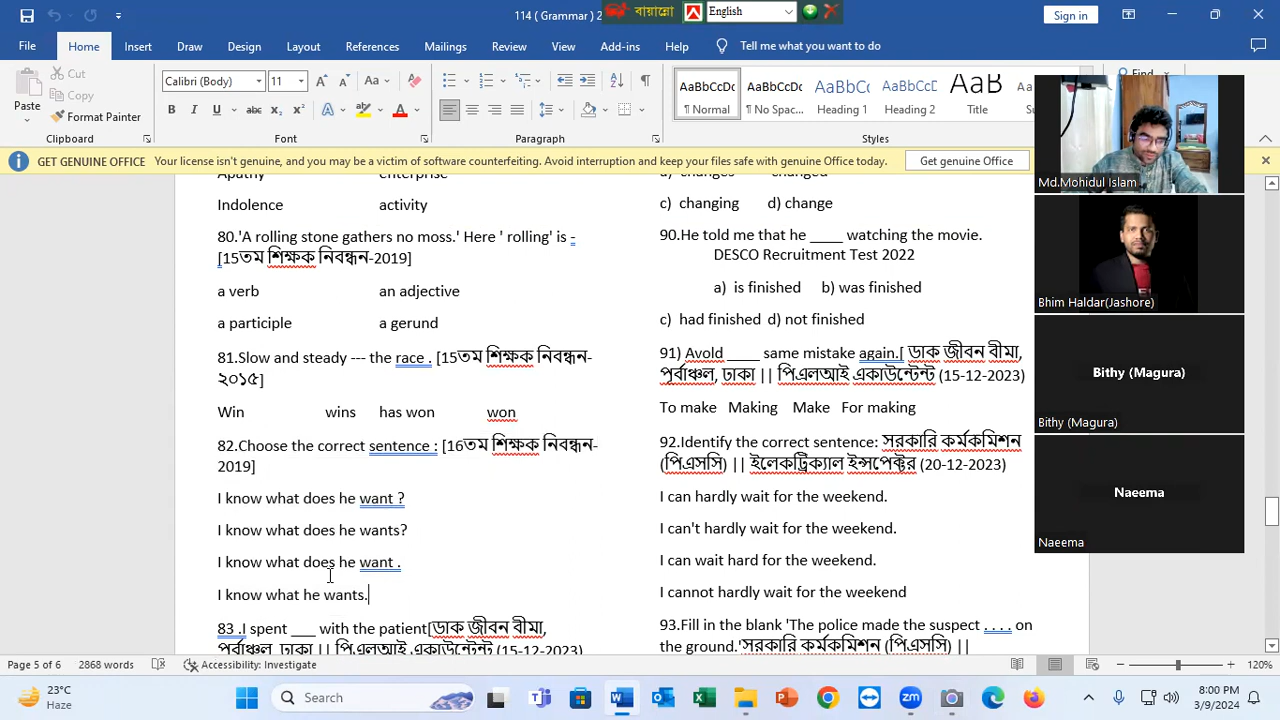 114 ( Grammar ) 2
বায়ান্নো
English
Sign in
File Home Insert Draw Design Layout References Mailings Review View Add-ins Help Tell me what you want to do
Paste
Cut
Copy
Format Painter
Calibri (Body) 11
AaBbCcDc AaBbCcDc AaBbCc AaBbCcD AaB
¶ Normal ¶ No Spac... Heading 1 Heading 2 Title
Find
Clipboard Font Paragraph Styles
GET GENUINE OFFICE Your license isn't genuine, and you may be a victim of software counterfeiting. Avoid interruption and keep your files safe with genuine Office today. Get genuine Office
Apathy enterprise
Indolence activity
80.'A rolling stone gathers no moss.' Here ' rolling' is -
[15তম শিক্ষক নিবন্ধন-2019]
a verb an adjective
a participle a gerund
81.Slow and steady --- the race . [15তম শিক্ষক নিবন্ধন-
২০১৫]
Win wins has won won
82.Choose the correct sentence : [16তম শিক্ষক নিবন্ধন-
2019]
I know what does he want ?
I know what does he wants?
I know what does he want .
I know what he wants.
83 .I spent ___ with the patient[ডাক জীবন বীমা,
পূর্বাঞ্চল, ঢাকা || পিএলআই একাউন্টেন্ট (15-12-2023)
a) changes changed
c) changing d) change
90.He told me that he ____ watching the movie.
DESCO Recruitment Test 2022
a) is finished b) was finished
c) had finished d) not finished
91) Avold ____ same mistake again.[ ডাক জীবন বীমা,
পূর্বাঞ্চল, ঢাকা || পিএলআই একাউন্টেন্ট (15-12-2023)
To make Making Make For making
92.Identify the correct sentence: সরকারি কর্মকমিশন
(পিএসসি) || ইলেকট্রিক্যাল ইন্সপেক্টর (20-12-2023)
I can hardly wait for the weekend.
I can't hardly wait for the weekend.
I can wait hard for the weekend.
I cannot hardly wait for the weekend
93.Fill in the blank 'The police made the suspect . . . . on
the ground.'সরকারি কর্মকমিশন (পিএসসি) ||
Md.Mohidul Islam
Bhim Haldar(Jashore)
Bithy (Magura)
Bithy (Magura)
Naeema
Naeema
Page 5 of 6 2868 words Accessibility: Investigate 120%
23°C
Haze
Search
8:00 PM
3/9/2024